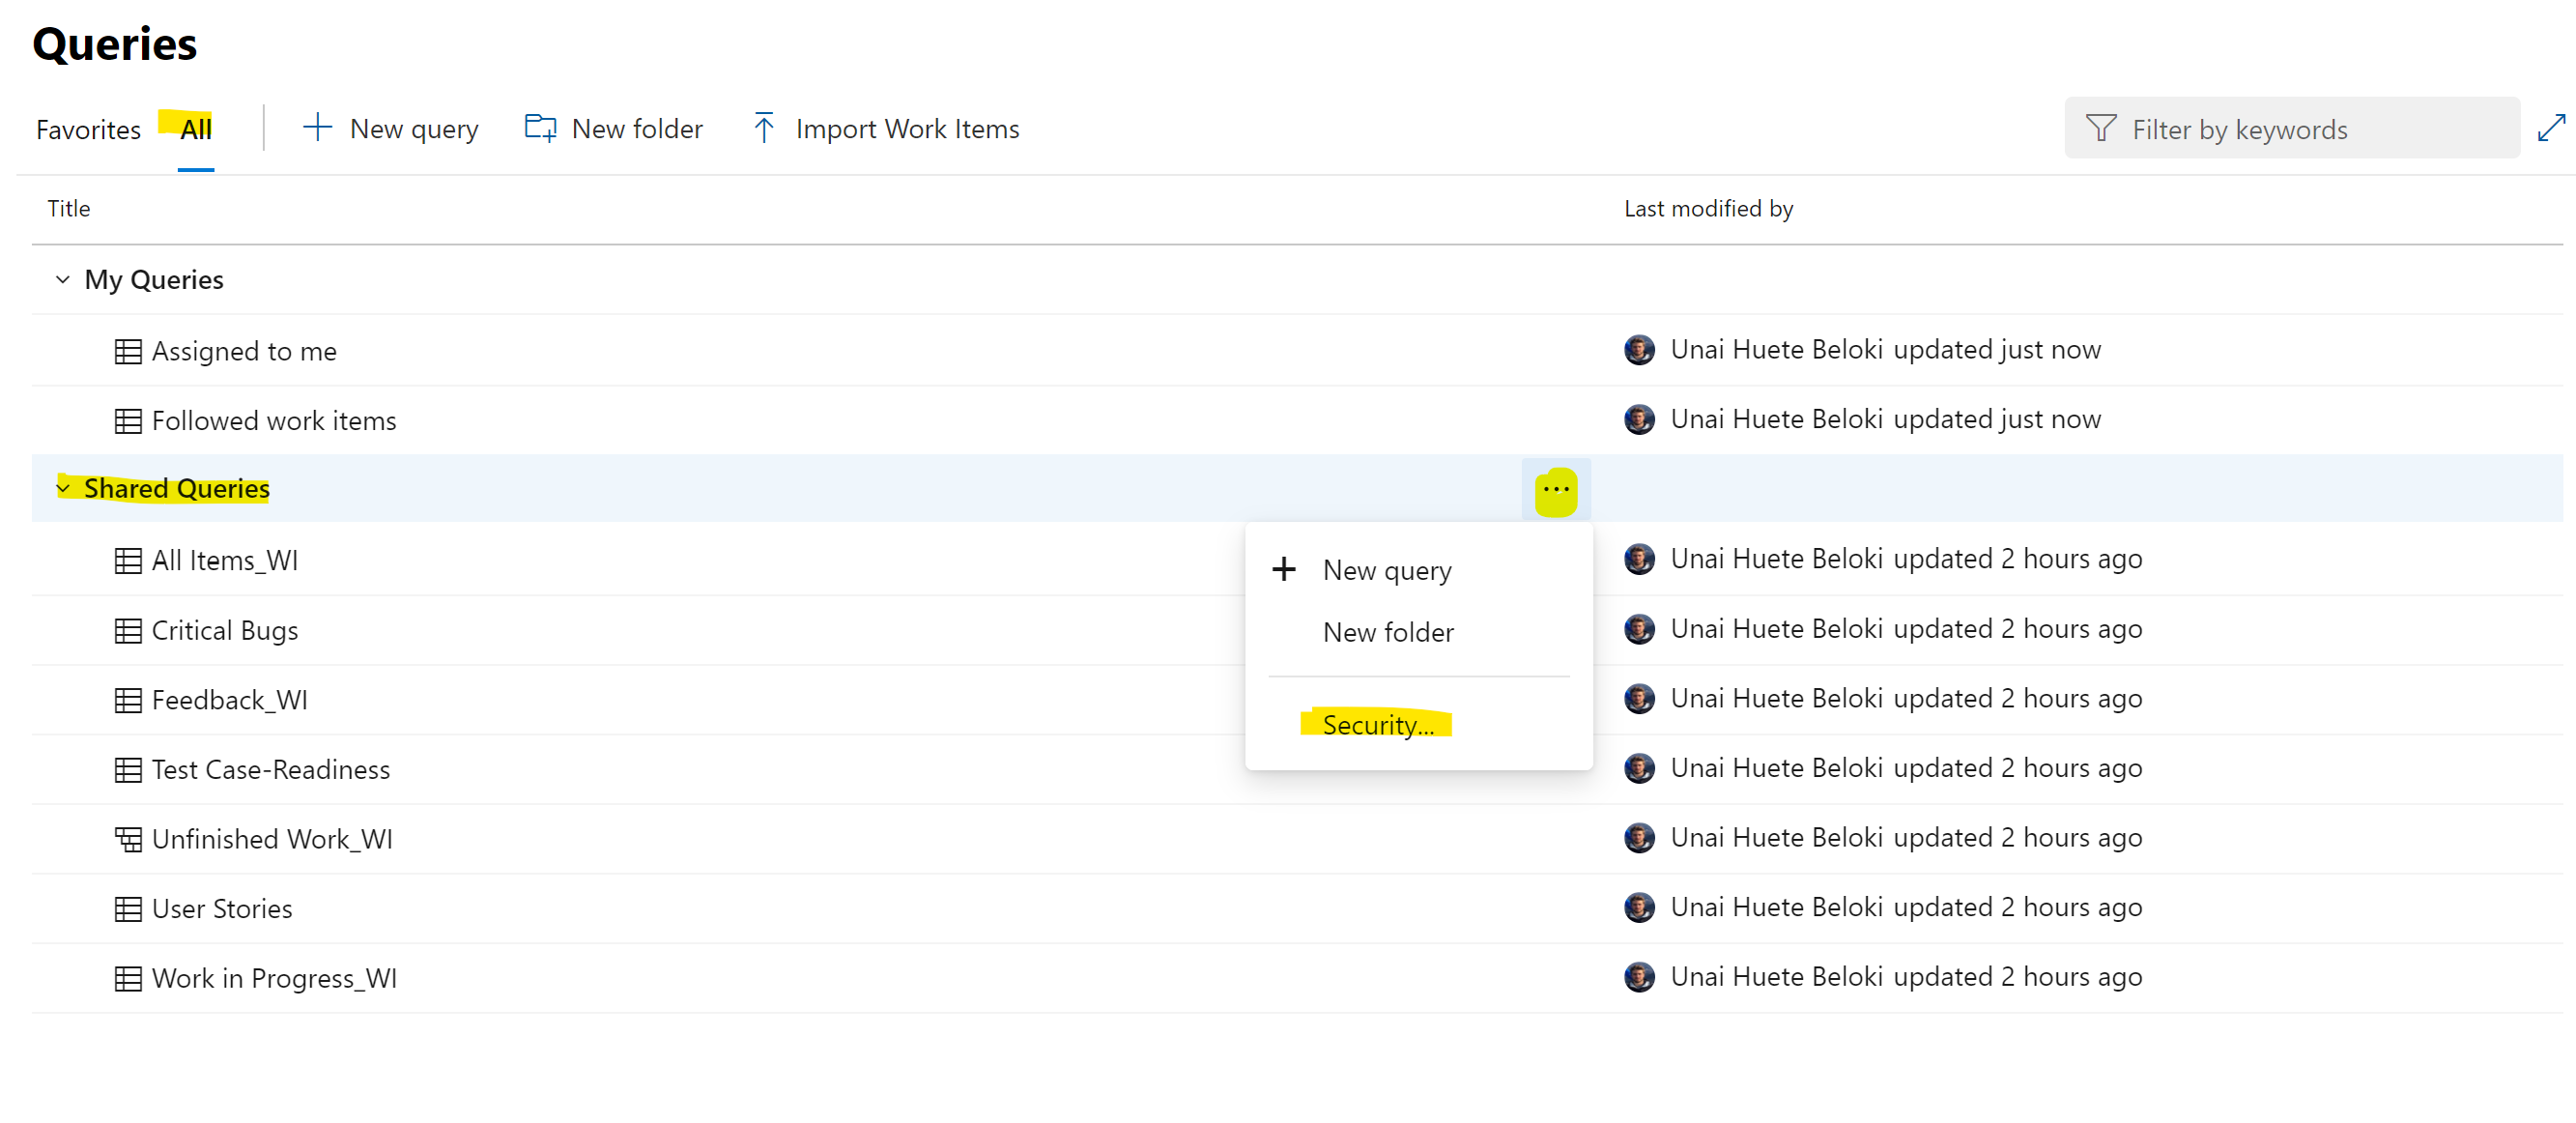 Queries
Favorites All New query New folder Import Work Items Filter by keywords
Title Last modified by
My Queries
Assigned to me Unai Huete Beloki updated just now
Followed work items Unai Huete Beloki updated just now
Shared Queries ...
All Items_WI Unai Huete Beloki updated 2 hours ago
New query
Critical Bugs Unai Huete Beloki updated 2 hours ago
New folder
Feedback_WI Unai Huete Beloki updated 2 hours ago
Security...
Test Case-Readiness Unai Huete Beloki updated 2 hours ago
Unfinished Work_WI Unai Huete Beloki updated 2 hours ago
User Stories Unai Huete Beloki updated 2 hours ago
Work in Progress_WI Unai Huete Beloki updated 2 hours ago